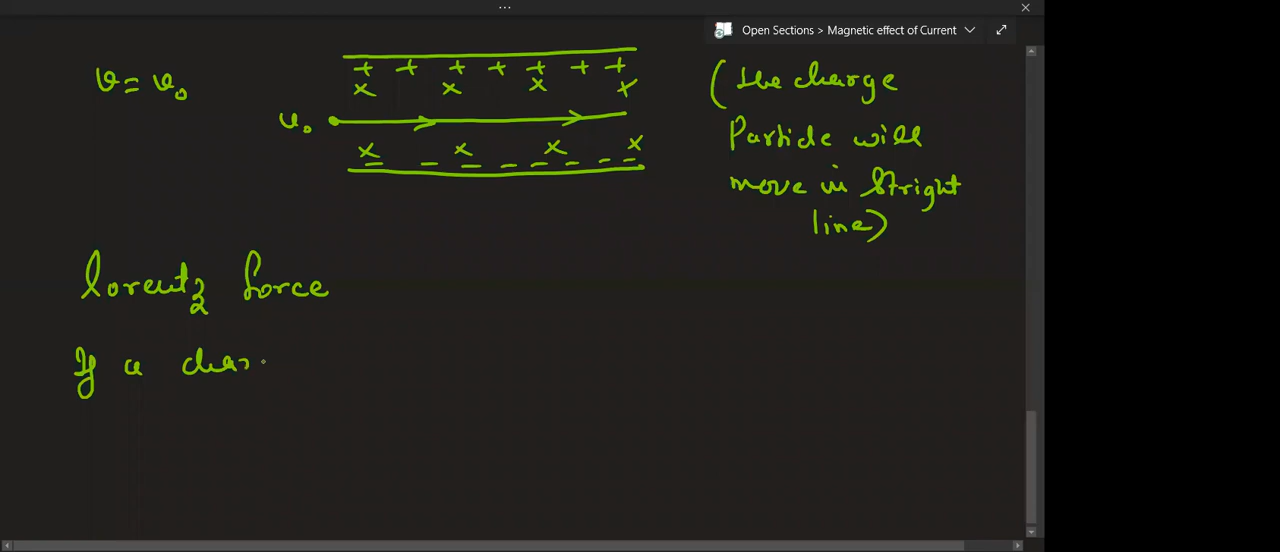 ...
Open Sections > Magnetic effect of Current
v = v₀
+ + + + + + +
x x x x
v₀
x x x x
– – – – – – –
(the charge
Particle will
move in Stright
line)
lorentz force
If a char